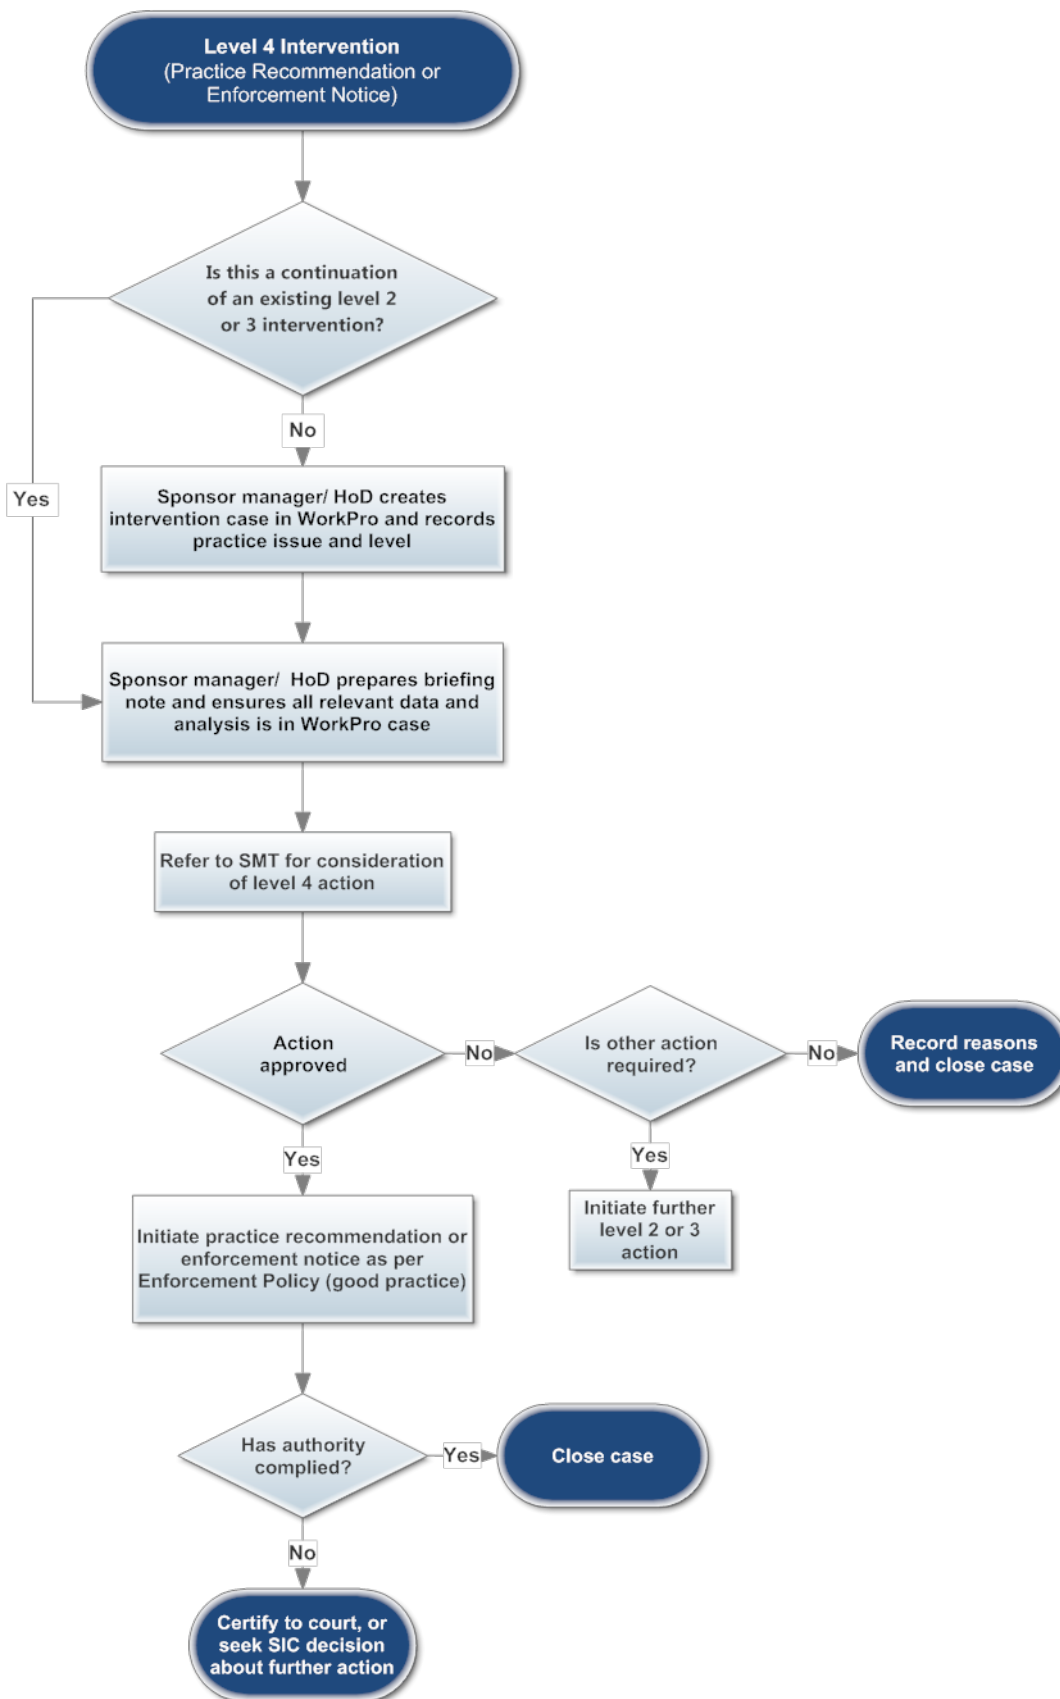 Level 4 Intervention
(Practice Recommendation or
Enforcement Notice)
Is this a continuation
of an existing level 2
or 3 intervention?
No
Yes
Sponsor manager/ HoD creates
intervention case in WorkPro and records
practice issue and level
Sponsor manager/ HoD prepares briefing
note and ensures all relevant data and
analysis is in WorkPro case
Refer to SMT for consideration
of level 4 action
Action
approved
No
Is other action
required?
No
Record reasons
and close case
Yes
Yes
Initiate further
level 2 or 3
action
Initiate practice recommendation or
enforcement notice as per
Enforcement Policy (good practice)
Has authority
complied?
Yes
Close case
No
Certify to court, or
seek SIC decision
about further action